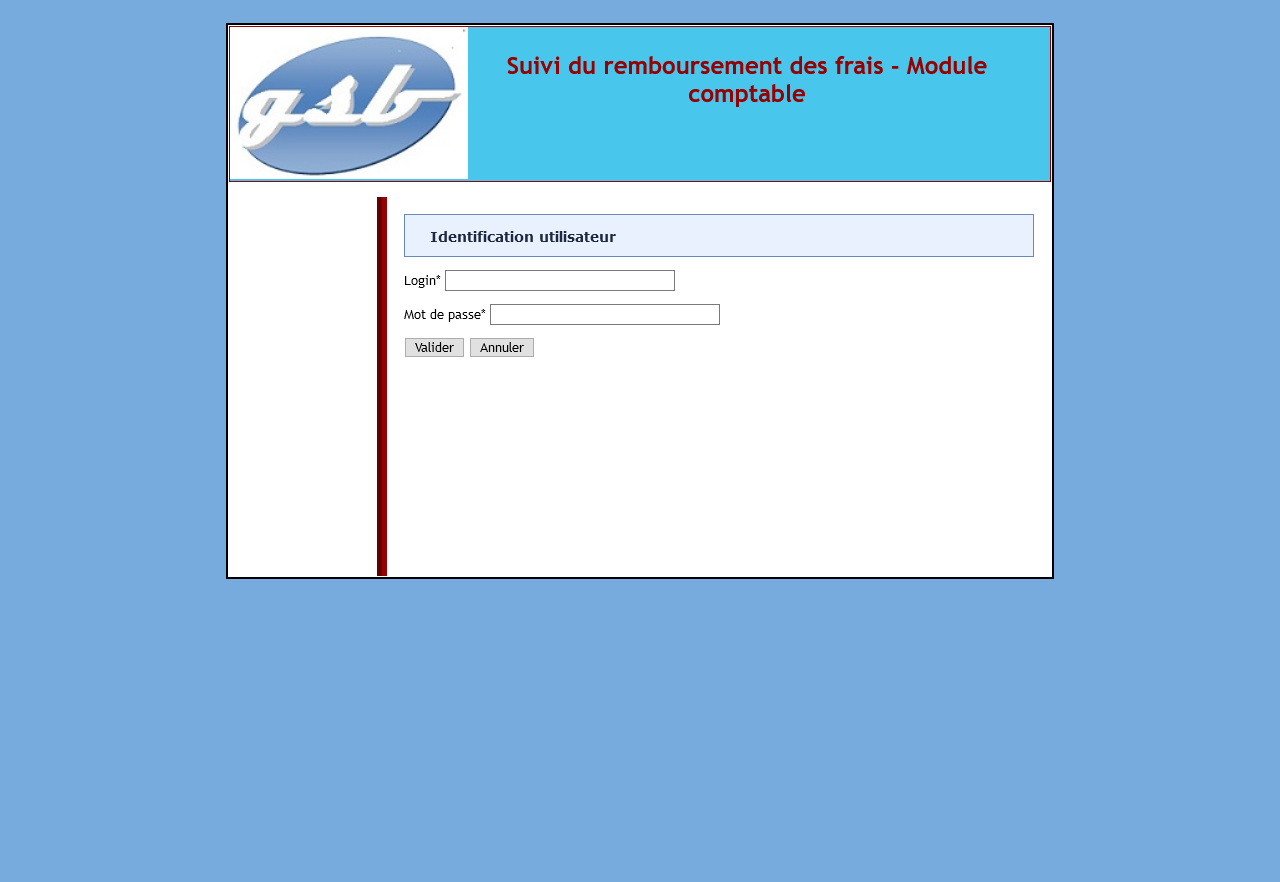 gsb
Suivi du remboursement des frais - Module
comptable
Identification utilisateur
Login*
Mot de passe*
Valider Annuler